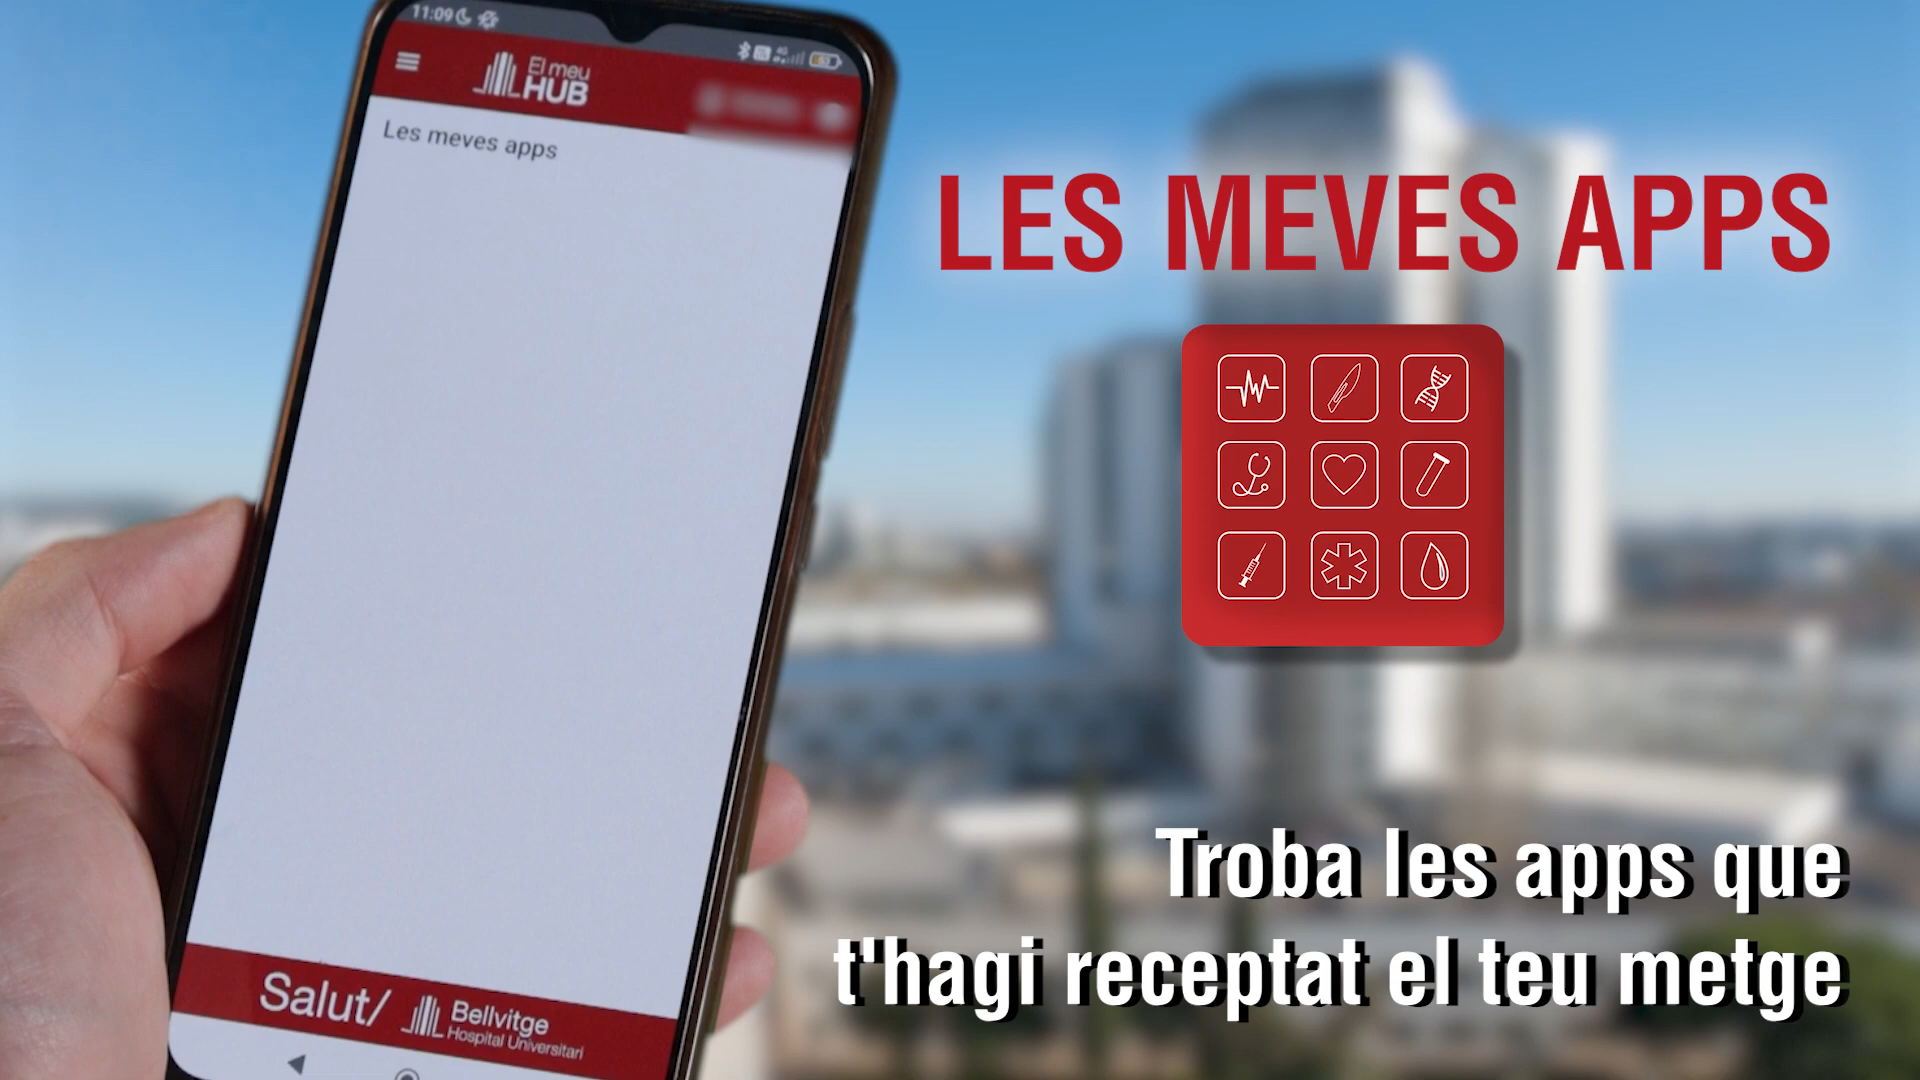 11:09
4G
El meu
HUB
Les meves apps
LES MEVES APPS
Troba les apps que
t'hagi receptat el teu metge
Salut/
Bellvitge
Hospital Universitari